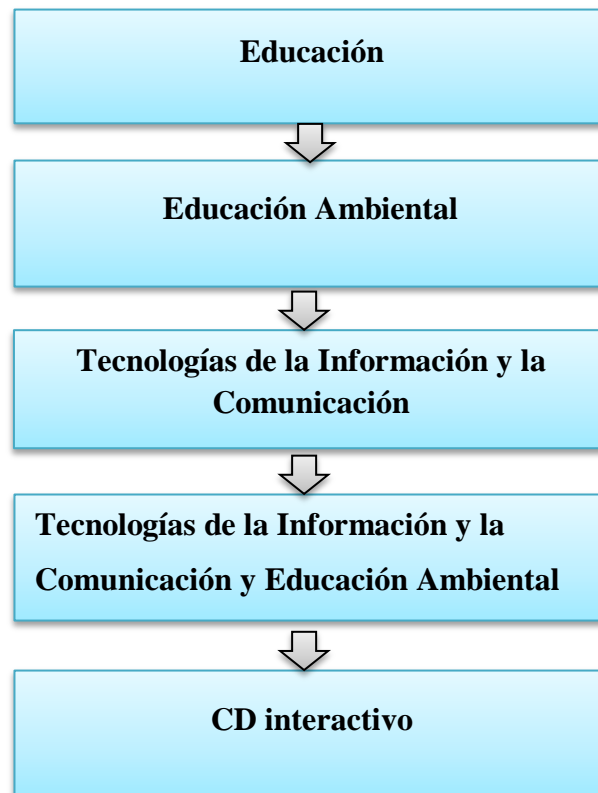 Educación
Educación Ambiental
Tecnologías de la Información y la
Comunicación
Tecnologías de la Información y la
Comunicación y Educación Ambiental
CD interactivo